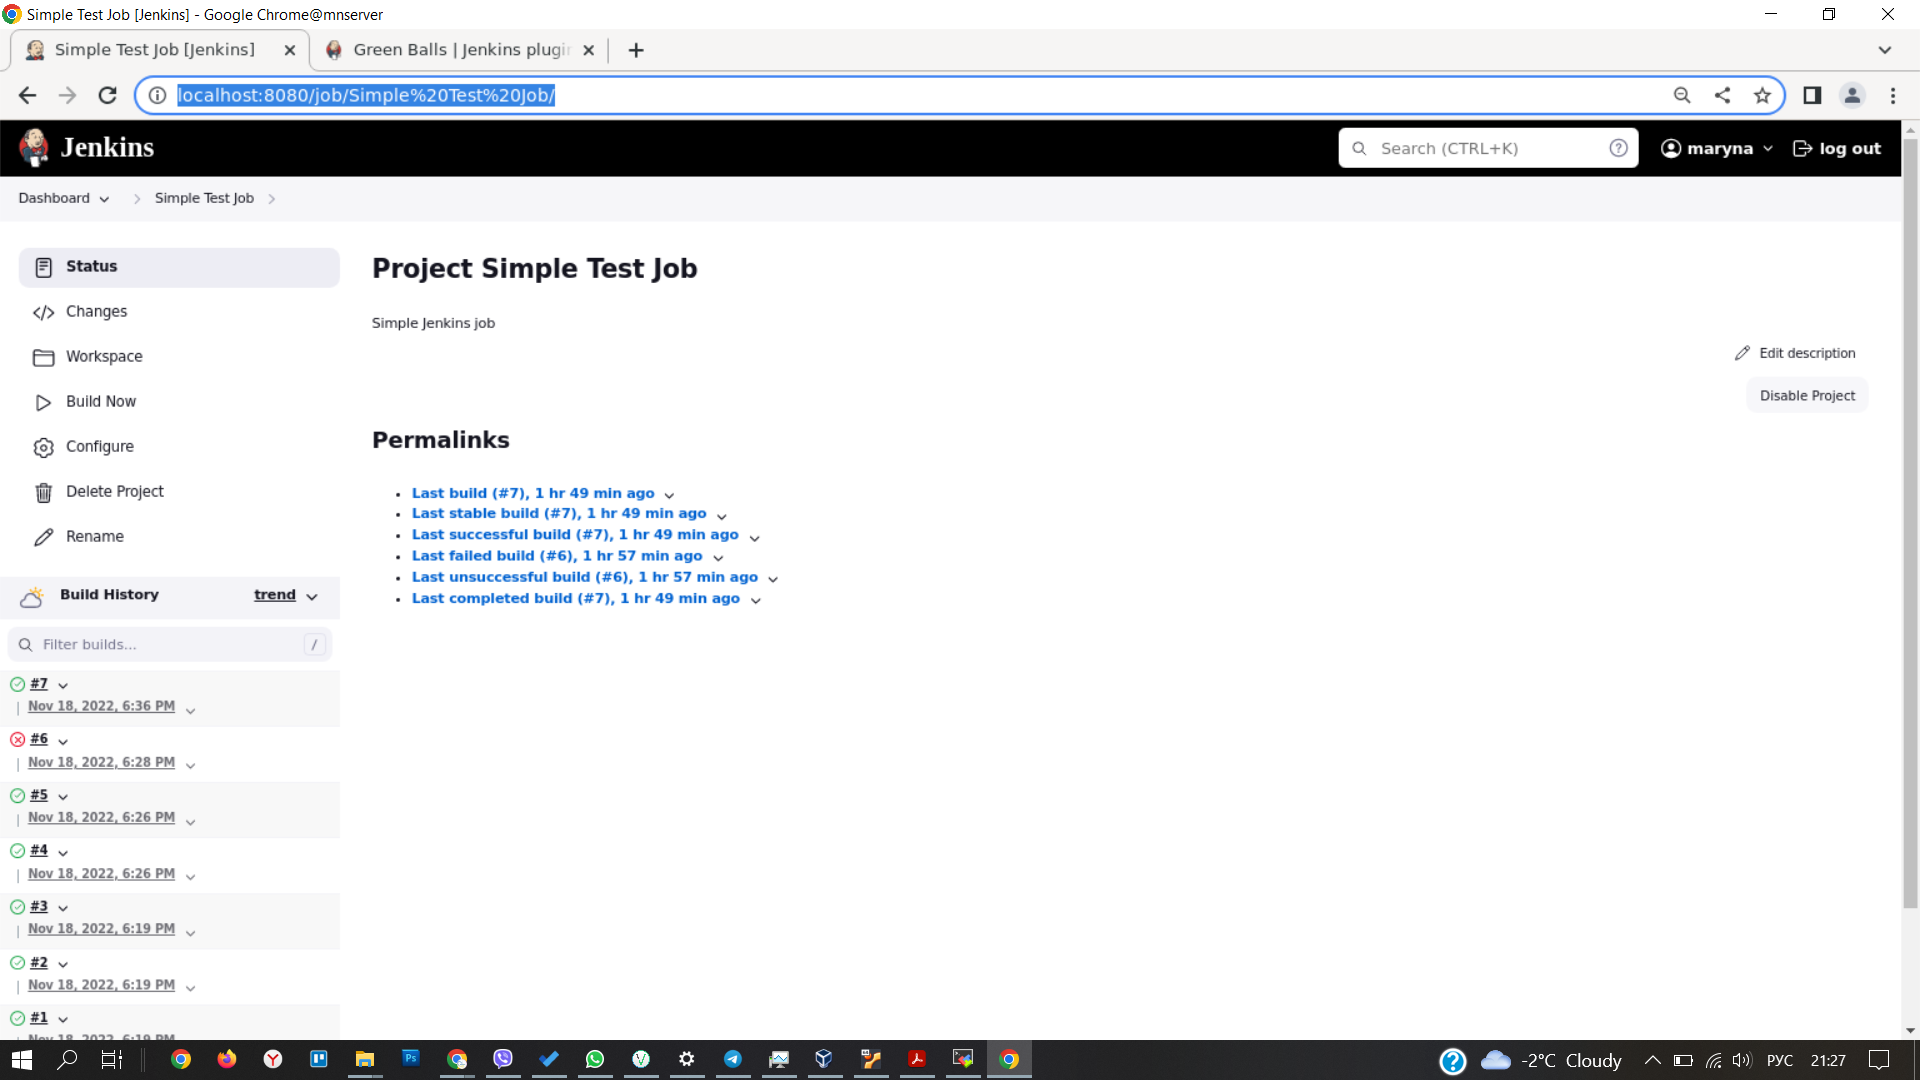 Simple Test Job [Jenkins] - Google Chrome@mnserver
Simple Test Job [Jenkins]
Green Balls | Jenkins plugin
localhost:8080/job/Simple%20Test%20Job/
Jenkins
Search (CTRL+K)
maryna
log out
Dashboard
Simple Test Job
Status
Changes
Workspace
Build Now
Configure
Delete Project
Rename
Build History
trend
Filter builds...
/
#7
Nov 18, 2022, 6:36 PM
#6
Nov 18, 2022, 6:28 PM
#5
Nov 18, 2022, 6:26 PM
#4
Nov 18, 2022, 6:26 PM
#3
Nov 18, 2022, 6:19 PM
#2
Nov 18, 2022, 6:19 PM
#1
Nov 18, 2022, 6:19 PM
Project Simple Test Job
Simple Jenkins job
Edit description
Disable Project
Permalinks
Last build (#7), 1 hr 49 min ago
Last stable build (#7), 1 hr 49 min ago
Last successful build (#7), 1 hr 49 min ago
Last failed build (#6), 1 hr 57 min ago
Last unsuccessful build (#6), 1 hr 57 min ago
Last completed build (#7), 1 hr 49 min ago
Ps
-2°C Cloudy
РУС
21:27